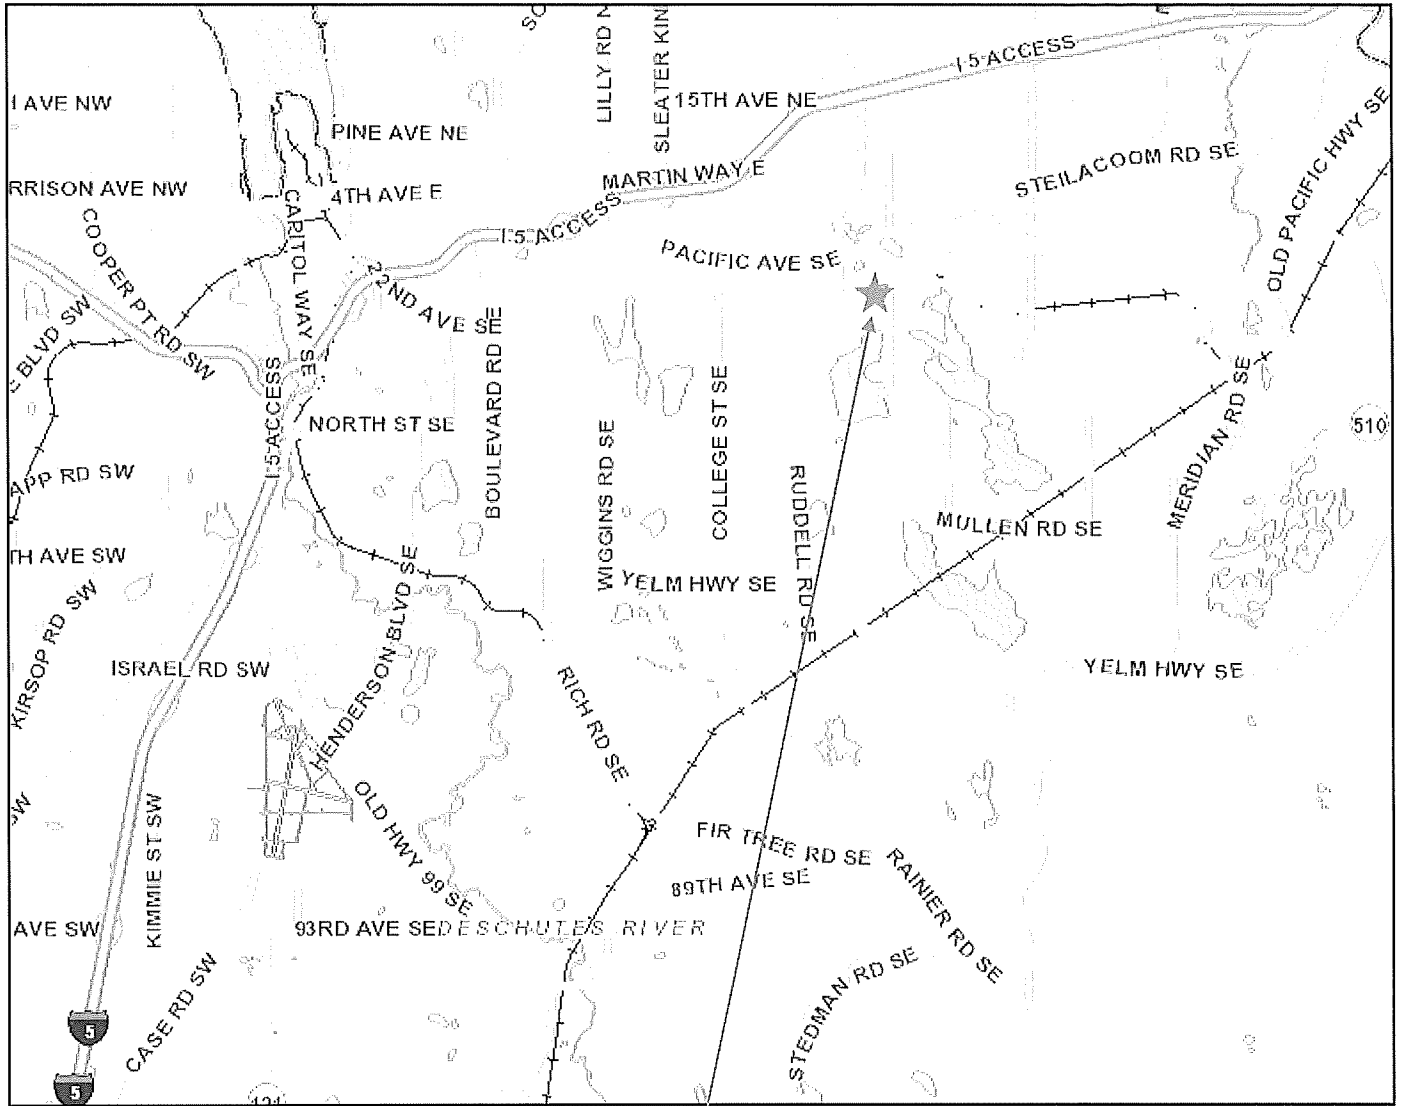 LILLY RD N
SLEATER KIN
I-5 ACCESS
AVE NW
15TH AVE NE
PINE AVE NE
STEILACOOM RD SE
OLD PACIFIC HWY SE
MARTIN WAY E
RRISON AVE NW
4TH AVE E
COOPER PT RD SW
CAPITOL WAY SE
I-5 ACCESS
PACIFIC AVE SE
22ND AVE SE
BLVD SW
BOULEVARD RD SE
I-5 ACCESS
NORTH ST SE
COLLEGE ST SE
WIGGINS RD SE
MERIDIAN RD SE
510
APP RD SW
RUDDELL RD SE
MULLEN RD SE
TH AVE SW
HENDERSON BLVD SE
YELM HWY SE
KIRSOP RD SW
ISRAEL RD SW
YELM HWY SE
RICH RD SE
OLD HWY 99 SE
SW
KIMMIE ST SW
FIR TREE RD SE
RAINIER RD SE
89TH AVE SE
AVE SW
93RD AVE SE
DESCHUTES RIVER
CASE RD SW
STEDMAN RD SE
5
5